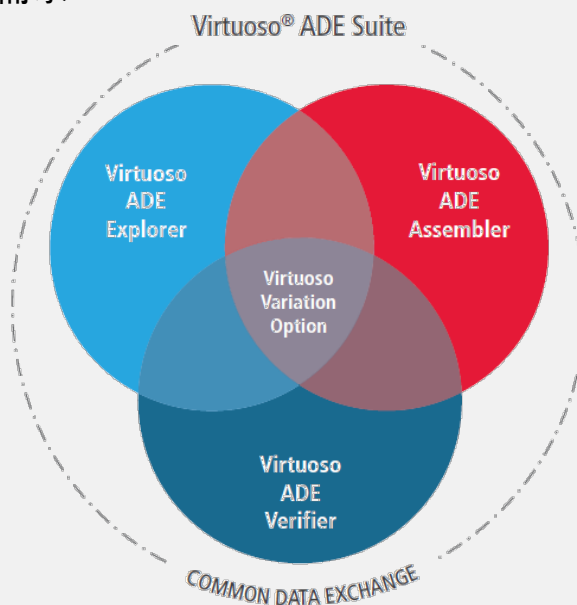 Virtuoso® ADE Suite
Virtuoso
ADE
Explorer
Virtuoso
ADE
Assembler
Virtuoso
Variation
Option
Virtuoso
ADE
Verifier
COMMON DATA EXCHANGE